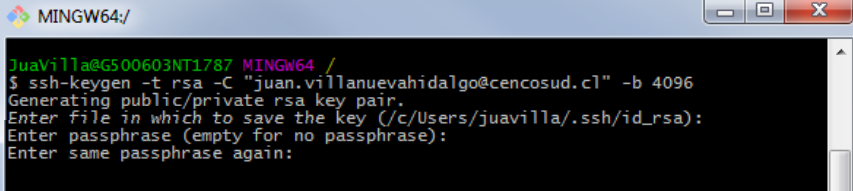 MINGW64:/
JuaVilla@G500603NT1787 MINGW64 /
$ ssh-keygen -t rsa -C "juan.villanuevahidalgo@cencosud.cl" -b 4096
Generating public/private rsa key pair.
Enter file in which to save the key (/c/Users/juavilla/.ssh/id_rsa):
Enter passphrase (empty for no passphrase):
Enter same passphrase again: